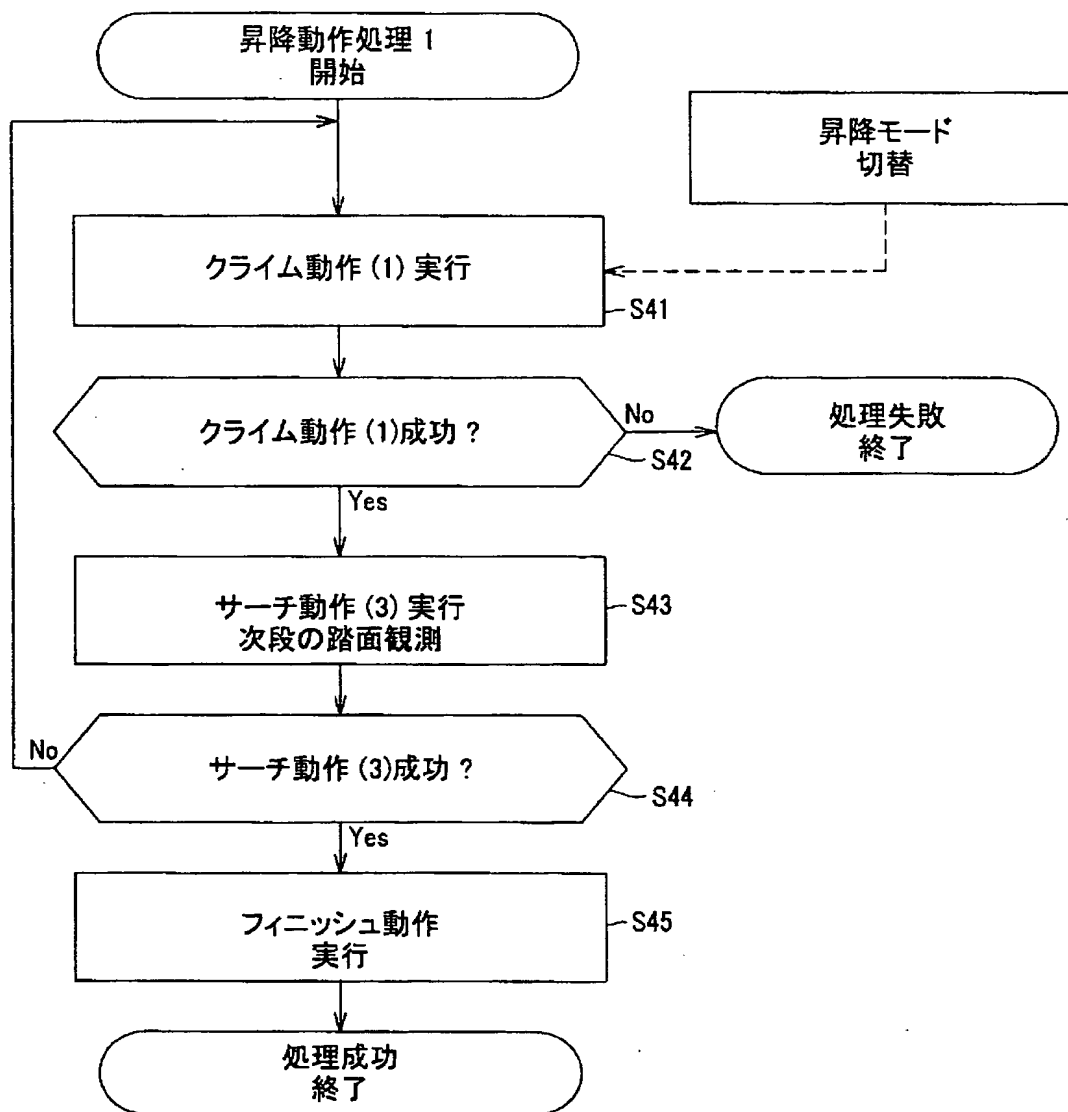 昇降動作処理 1
開始
昇降モード
切替
クライム動作 (1) 実行
S41
クライム動作 (1)成功 ?
No
S42
処理失敗
終了
Yes
サーチ動作 (3) 実行
次段の踏面観測
S43
No
サーチ動作 (3)成功 ?
S44
Yes
フィニッシュ動作
実行
S45
処理成功
終了